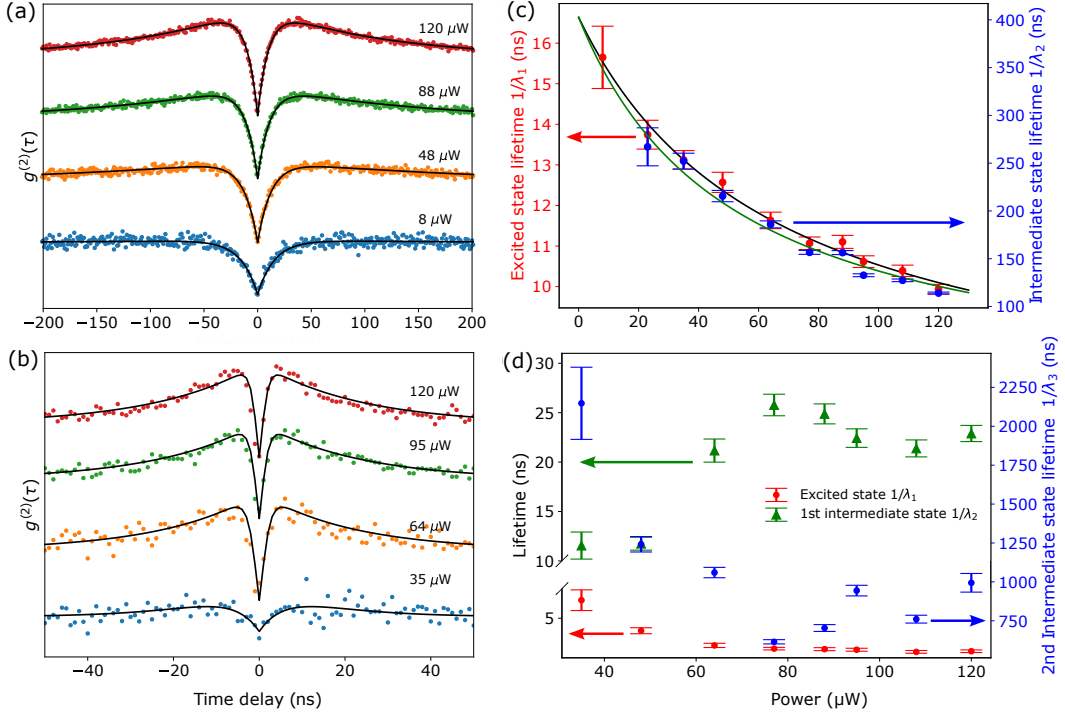 (a)
120 μW
88 μW
48 μW
8 μW
g(2)(τ)
−200 −150 −100 −50 0 50 100 150 200
(b)
120 μW
95 μW
64 μW
35 μW
g(2)(τ)
−40 −20 0 20 40
Time delay (ns)
(c)
16
15
14
13
12
11
10
Excited state lifetime 1/λ1 (ns)
400
350
300
250
200
150
100
Intermediate state lifetime 1/λ2 (ns)
0 20 40 60 80 100 120
(d)
30
25
20
15
10
5
Lifetime (ns)
2250
2000
1750
1500
1250
1000
750
2nd Intermediate state lifetime 1/λ3 (ns)
Excited state 1/λ1
1st intermediate state 1/λ2
40 60 80 100 120
Power (μW)